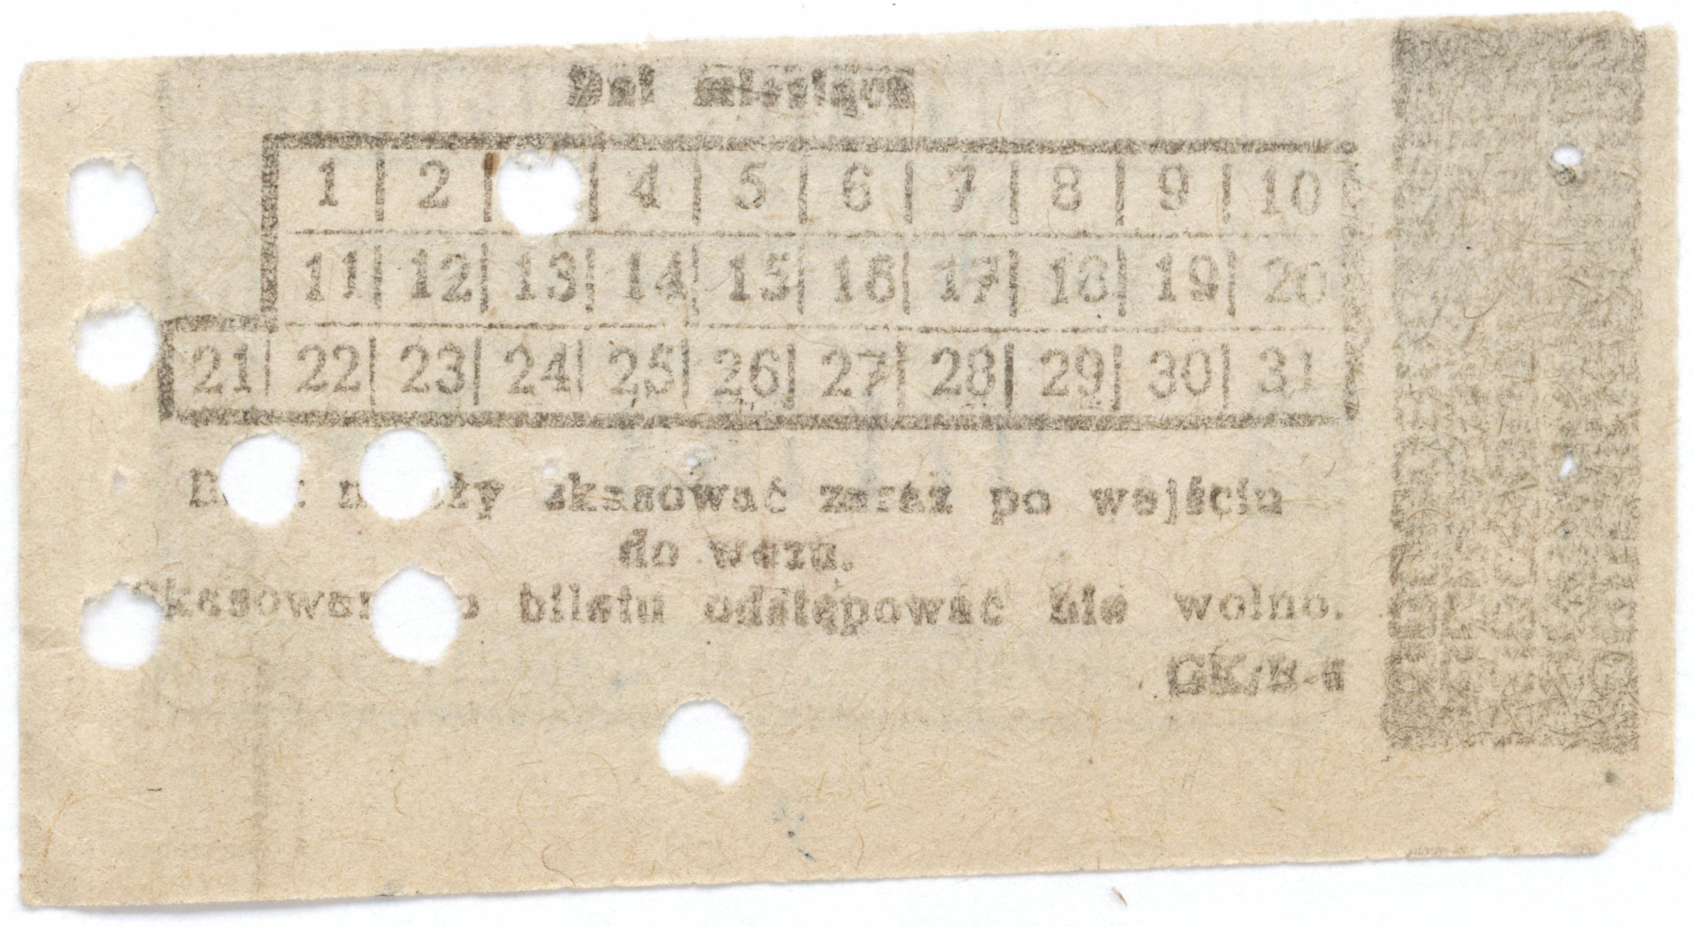 Dni miesiąca
1 | 2 | | 4 | 5 | 6 | 7 | 8 | 9 | 10
11 | 12 | 13 | 14 | 15 | 16 | 17 | 18 | 19 | 20
21 | 22 | 23 | 24 | 25 | 26 | 27 | 28 | 29 | 30 | 31
skasować zaraz po wejściu
do wozu.
biletu odstępować nie wolno.